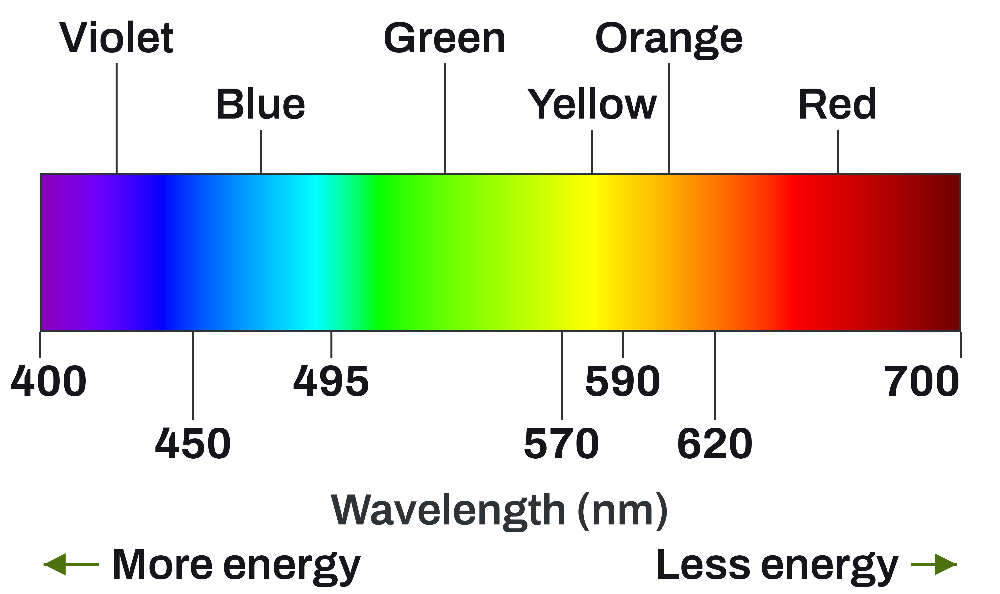 Violet Green Orange
Blue Yellow Red
400 495 590 700
450 570 620
Wavelength (nm)
More energy Less energy